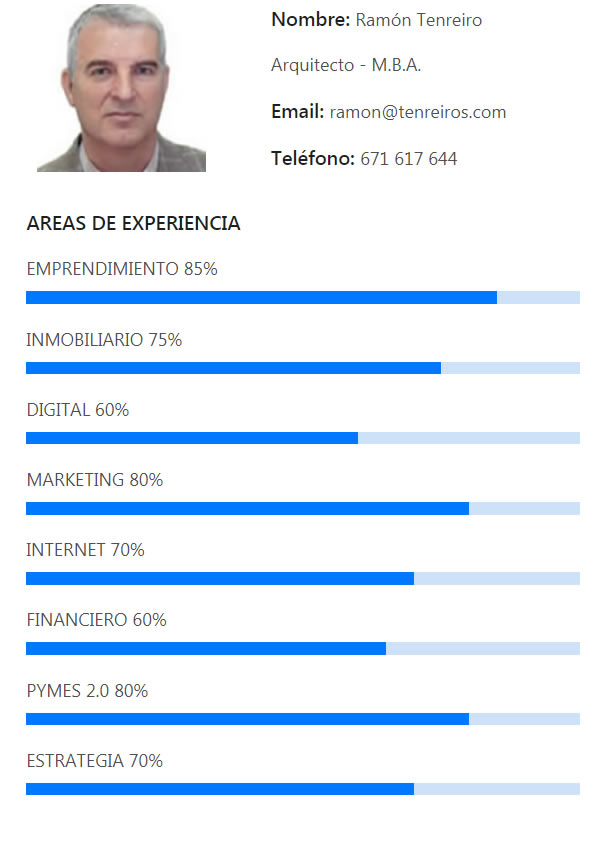 Nombre: Ramón Tenreiro
Arquitecto - M.B.A.
Email: ramon@tenreiros.com
Teléfono: 671 617 644
AREAS DE EXPERIENCIA
EMPRENDIMIENTO 85%
INMOBILIARIO 75%
DIGITAL 60%
MARKETING 80%
INTERNET 70%
FINANCIERO 60%
PYMES 2.0 80%
ESTRATEGIA 70%